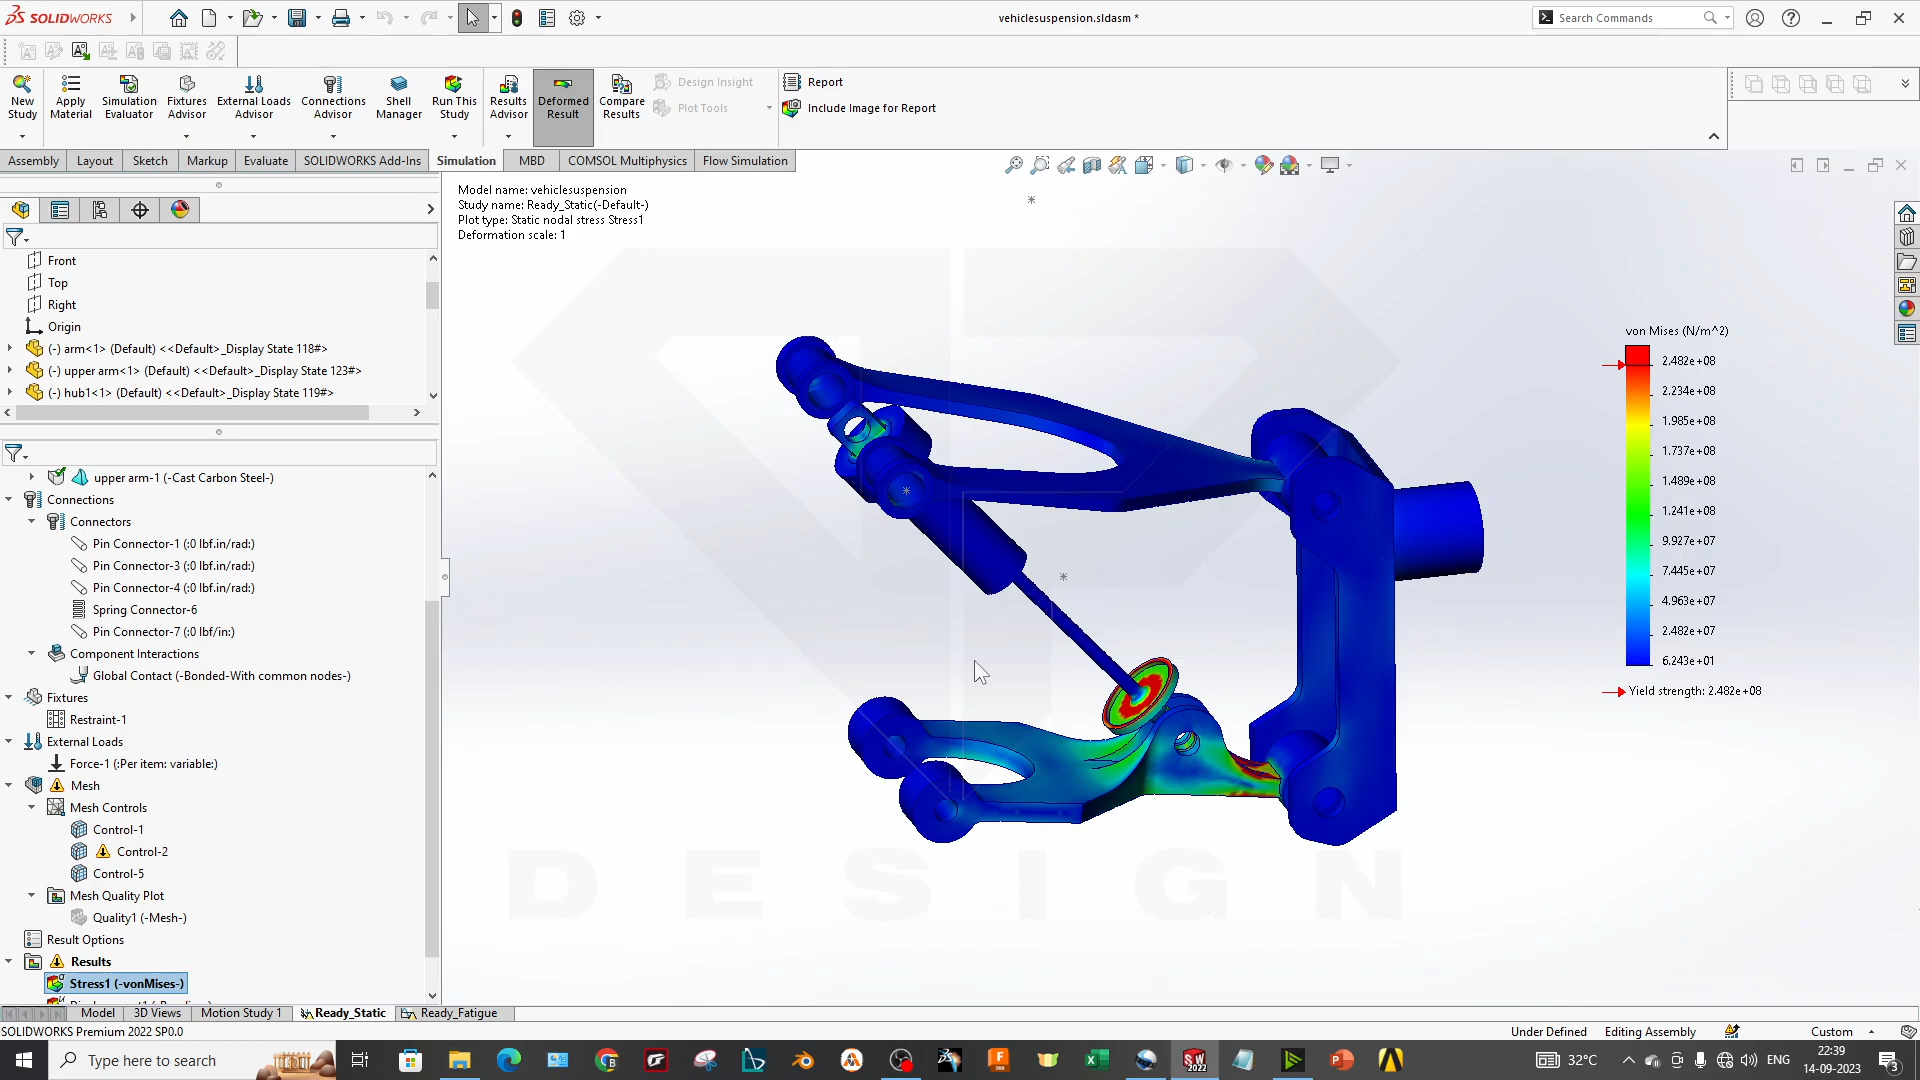 SOLIDWORKS
vehiclesuspension.sldasm *
Search Commands
New Study
Apply Material
Simulation Evaluator
Fixtures Advisor
External Loads Advisor
Connections Advisor
Shell Manager
Run This Study
Results Advisor
Deformed Result
Compare Results
Design Insight
Plot Tools
Report
Include Image for Report
Assembly
Layout
Sketch
Markup
Evaluate
SOLIDWORKS Add-Ins
Simulation
MBD
COMSOL Multiphysics
Flow Simulation
Model name: vehiclesuspension
Study name: Ready_Static(-Default-)
Plot type: Static nodal stress Stress1
Deformation scale: 1
Front
Top
Right
Origin
(-) arm<1> (Default) <<Default>_Display State 118#>
(-) upper arm<1> (Default) <<Default>_Display State 123#>
(-) hub1<1> (Default) <<Default>_Display State 119#>
upper arm-1 (-Cast Carbon Steel-)
Connections
Connectors
Pin Connector-1 (:0 lbf.in/rad:)
Pin Connector-3 (:0 lbf.in/rad:)
Pin Connector-4 (:0 lbf.in/rad:)
Spring Connector-6
Pin Connector-7 (:0 lbf/in:)
Component Interactions
Global Contact (-Bonded-With common nodes-)
Fixtures
Restraint-1
External Loads
Force-1 (:Per item: variable:)
Mesh
Mesh Controls
Control-1
Control-2
Control-5
Mesh Quality Plot
Quality1 (-Mesh-)
Result Options
Results
Stress1 (-vonMises-)
von Mises (N/m^2)
2.482e+08
2.234e+08
1.985e+08
1.737e+08
1.489e+08
1.241e+08
9.927e+07
7.445e+07
4.963e+07
2.482e+07
6.243e+01
Yield strength: 2.482e+08
DESIGN
Model
3D Views
Motion Study 1
Ready_Static
Ready_Fatigue
SOLIDWORKS Premium 2022 SP0.0
Under Defined
Editing Assembly
Custom
Type here to search
32°C
ENG
22:39
14-09-2023
3